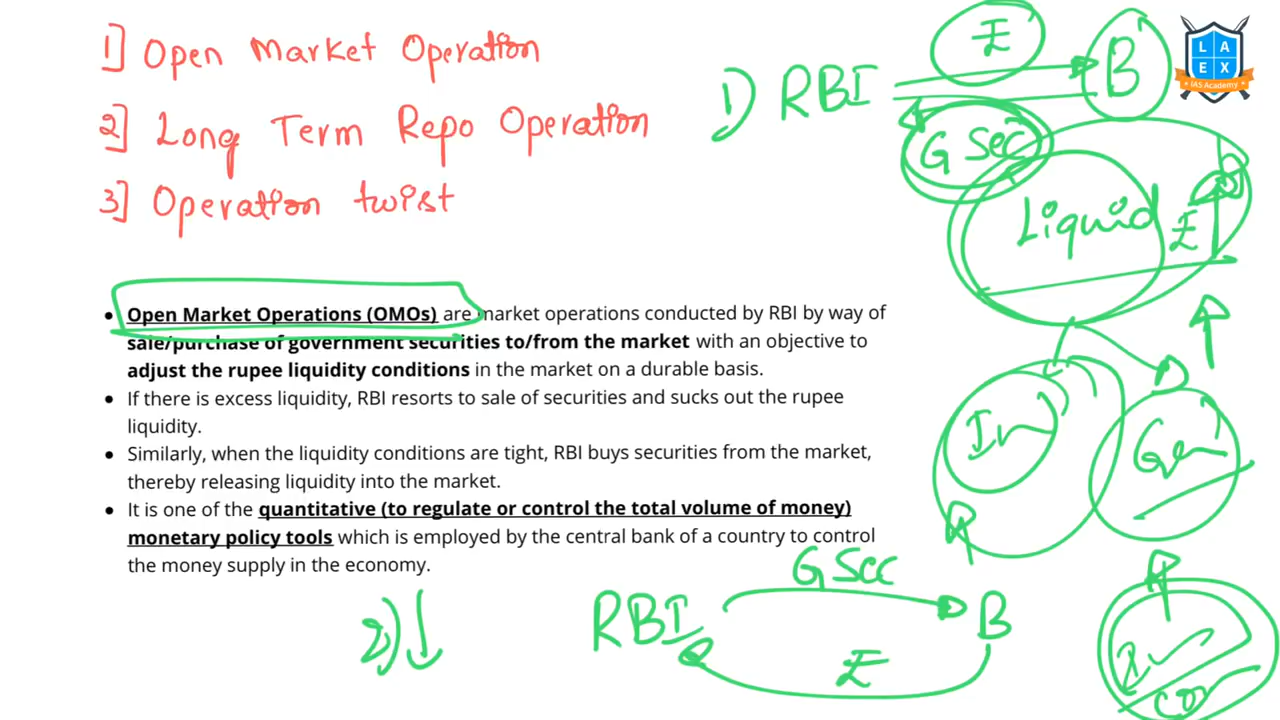 1] Open Market Operation
2] Long Term Repo Operation
3] Operation twist
1) RBI
B
G Sec
Liquid
L A
E X
IAS Academy
• Open Market Operations (OMOs) are market operations conducted by RBI by way of
sale/purchase of government securities to/from the market with an objective to
adjust the rupee liquidity conditions in the market on a durable basis.
• If there is excess liquidity, RBI resorts to sale of securities and sucks out the rupee
liquidity.
• Similarly, when the liquidity conditions are tight, RBI buys securities from the market,
thereby releasing liquidity into the market.
• It is one of the quantitative (to regulate or control the total volume of money)
monetary policy tools which is employed by the central bank of a country to control
the money supply in the economy.
2)
RBI
G Sec
B